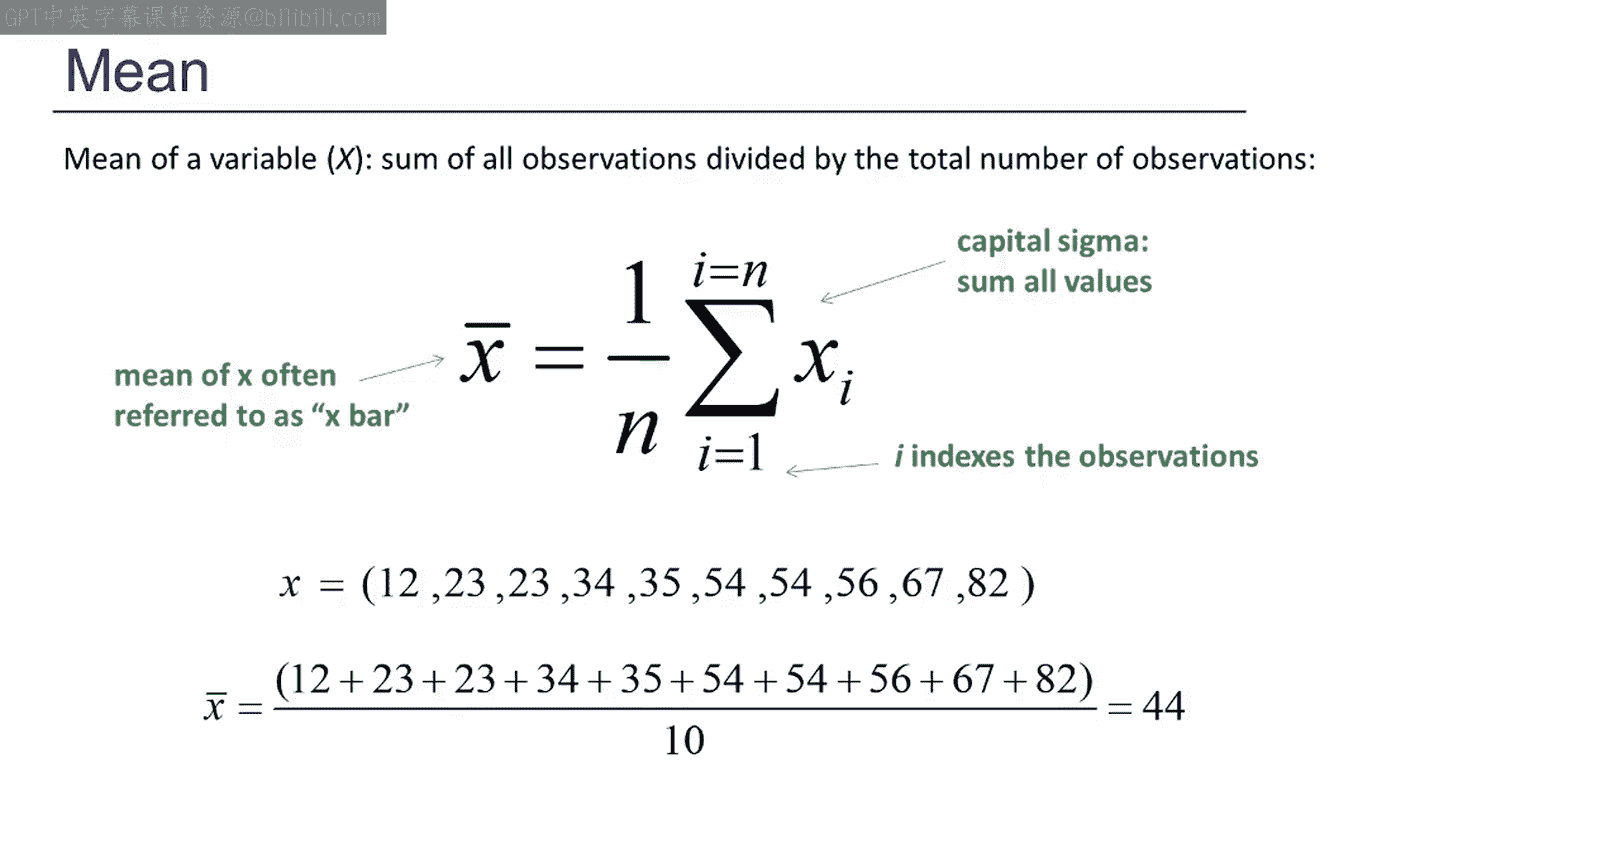 GPT中英字幕课程资源@bilibili.com
Mean
Mean of a variable (X): sum of all observations divided by the total number of observations:
capital sigma:
sum all values
mean of x often
referred to as “x bar”
x̄ = 1/n ∑ i=1 i=n xᵢ
i indexes the observations
x = (12 ,23 ,23 ,34 ,35 ,54 ,54 ,56 ,67 ,82 )
x̄ = (12 + 23 + 23 + 34 + 35 + 54 + 54 + 56 + 67 + 82) / 10 = 44